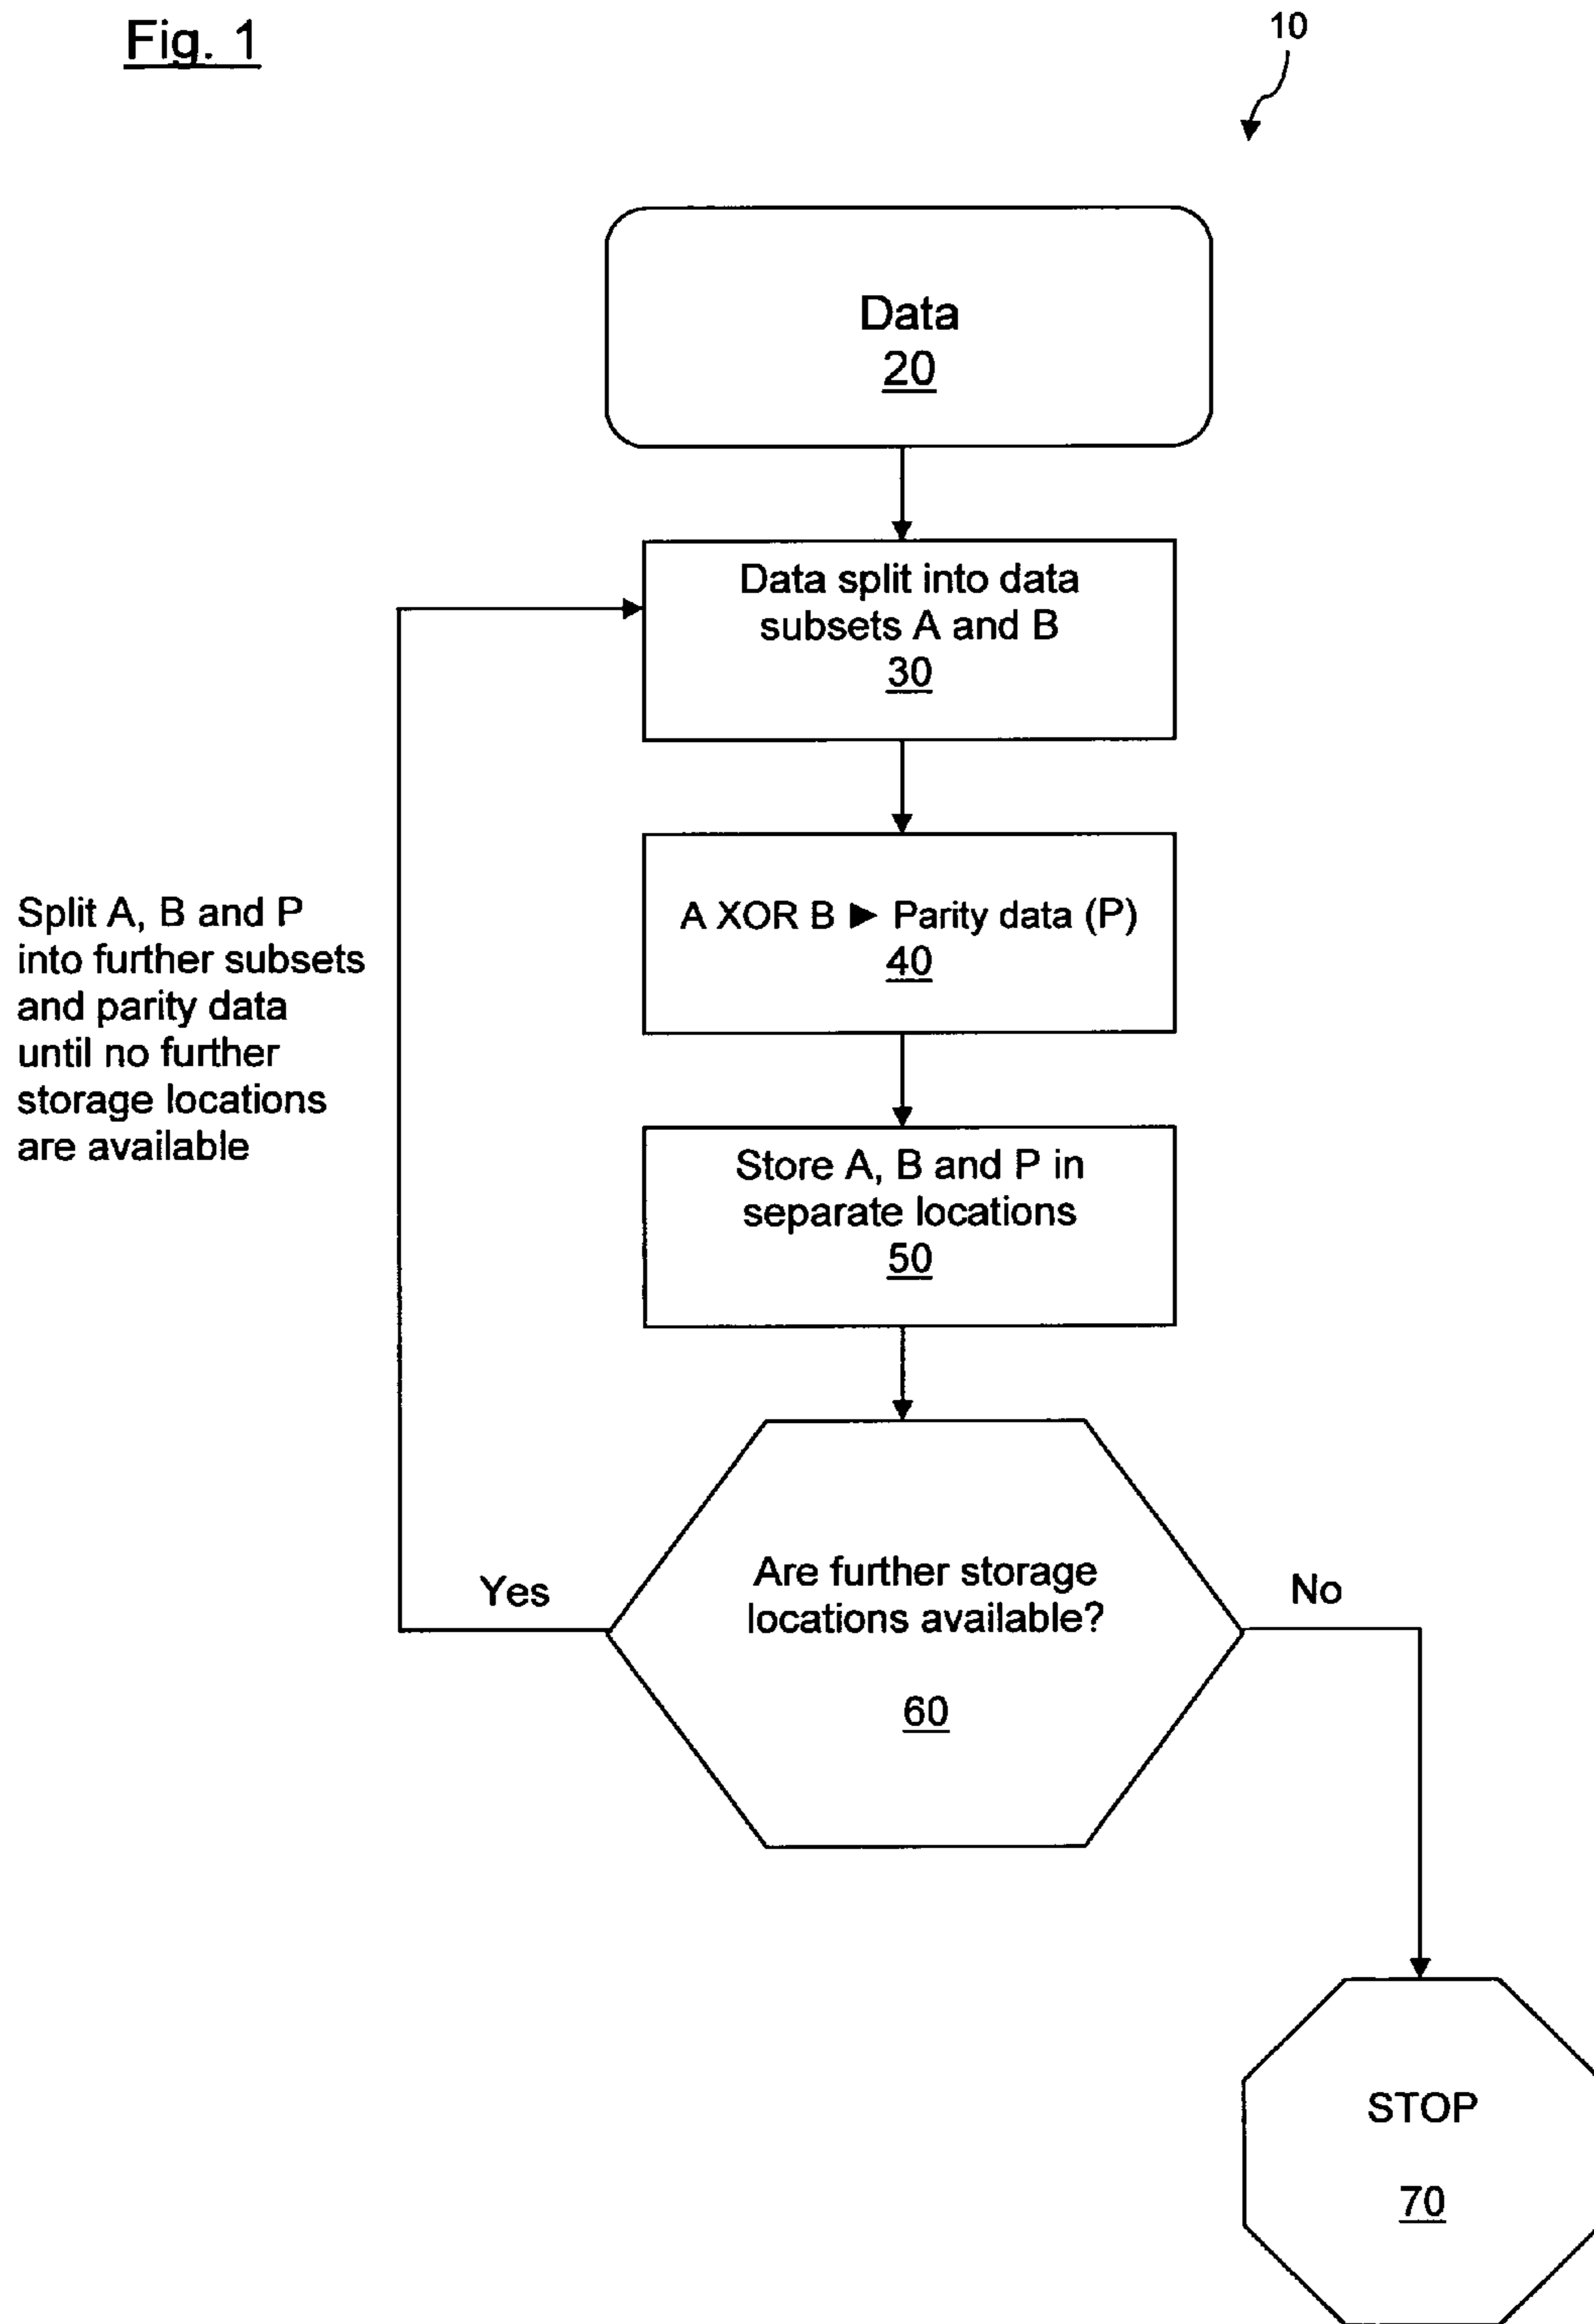 Fig. 1
10
Data
20
Data split into data
subsets A and B
30
A XOR B ► Parity data (P)
40
Split A, B and P
into further subsets
and parity data
until no further
storage locations
are available
Store A, B and P in
separate locations
50
Yes
Are further storage
locations available?
60
No
STOP
70